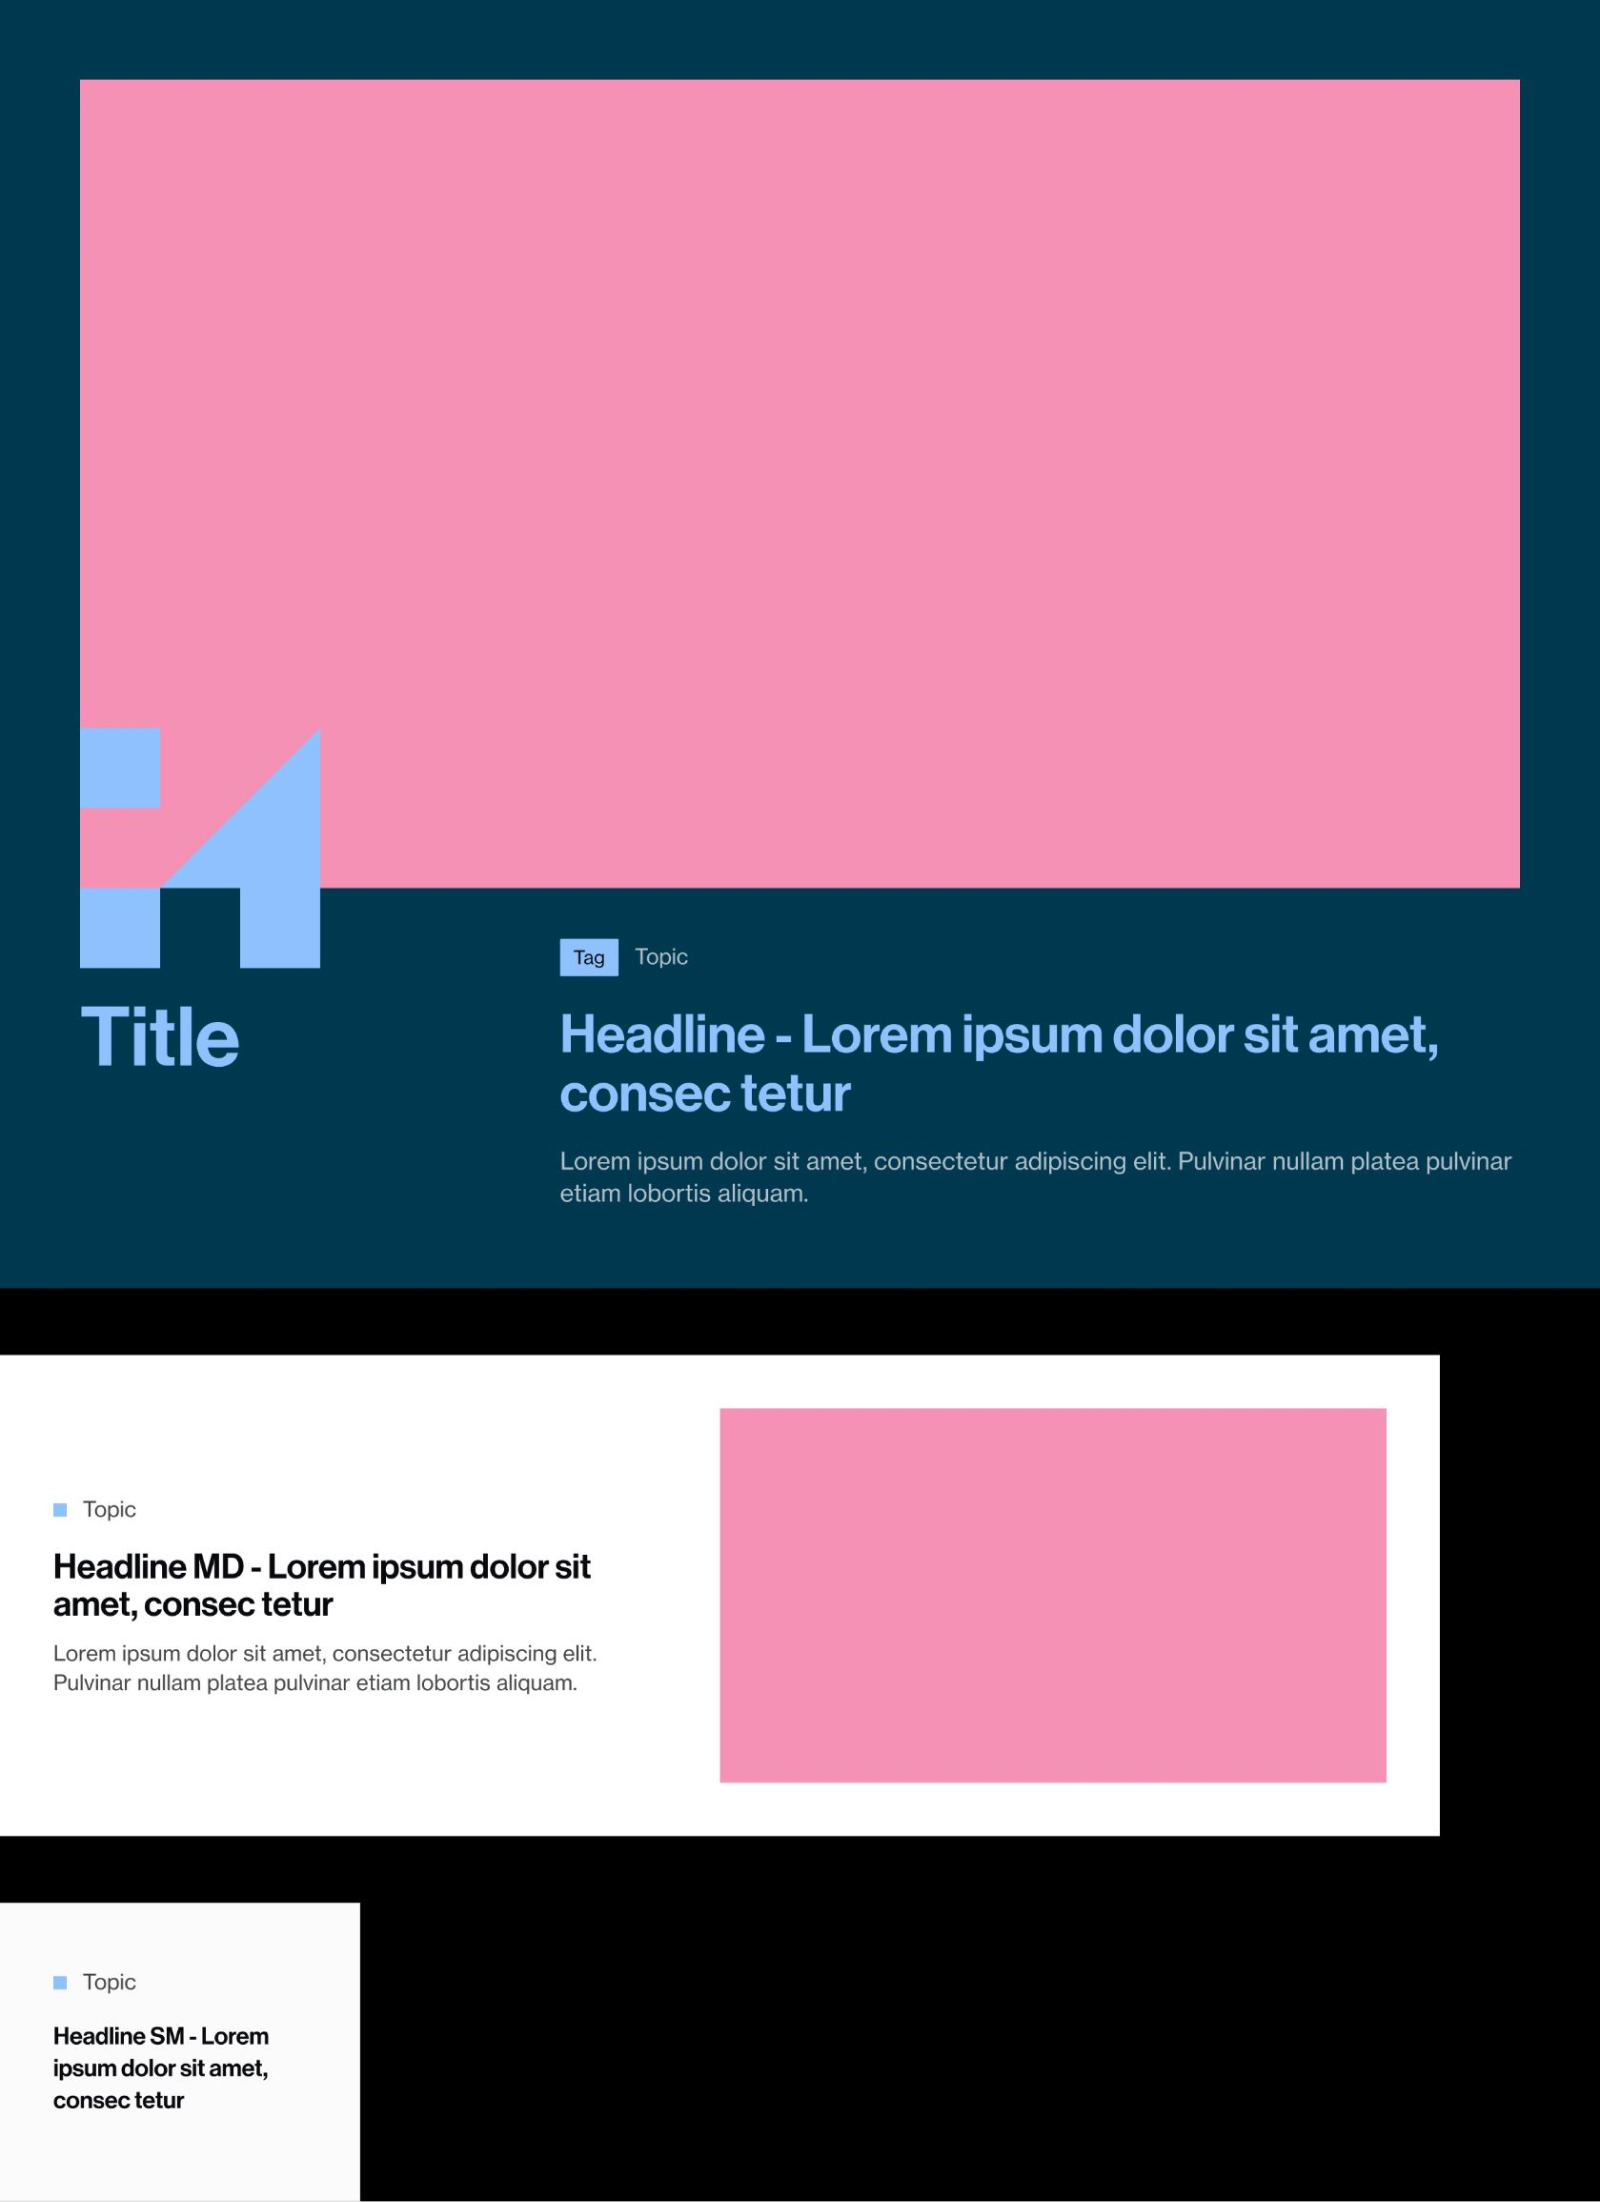 Title
Tag Topic
Headline - Lorem ipsum dolor sit amet,
consec tetur
Lorem ipsum dolor sit amet, consectetur adipiscing elit. Pulvinar nullam platea pulvinar
etiam lobortis aliquam.
Topic
Headline MD - Lorem ipsum dolor sit
amet, consec tetur
Lorem ipsum dolor sit amet, consectetur adipiscing elit.
Pulvinar nullam platea pulvinar etiam lobortis aliquam.
Topic
Headline SM - Lorem
ipsum dolor sit amet,
consec tetur